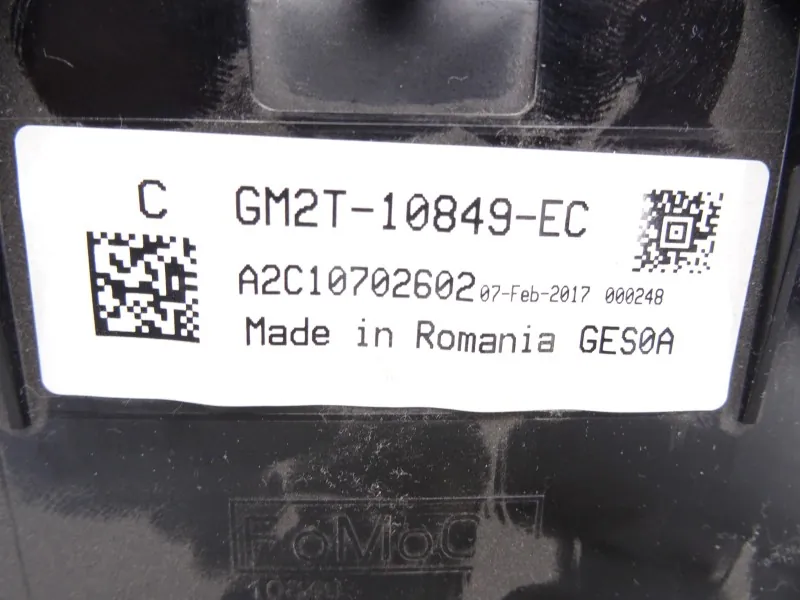 C
GM2T-10849-EC
A2C10702602 07-Feb-2017 000248
Made in Romania GES0A
FoMoCo